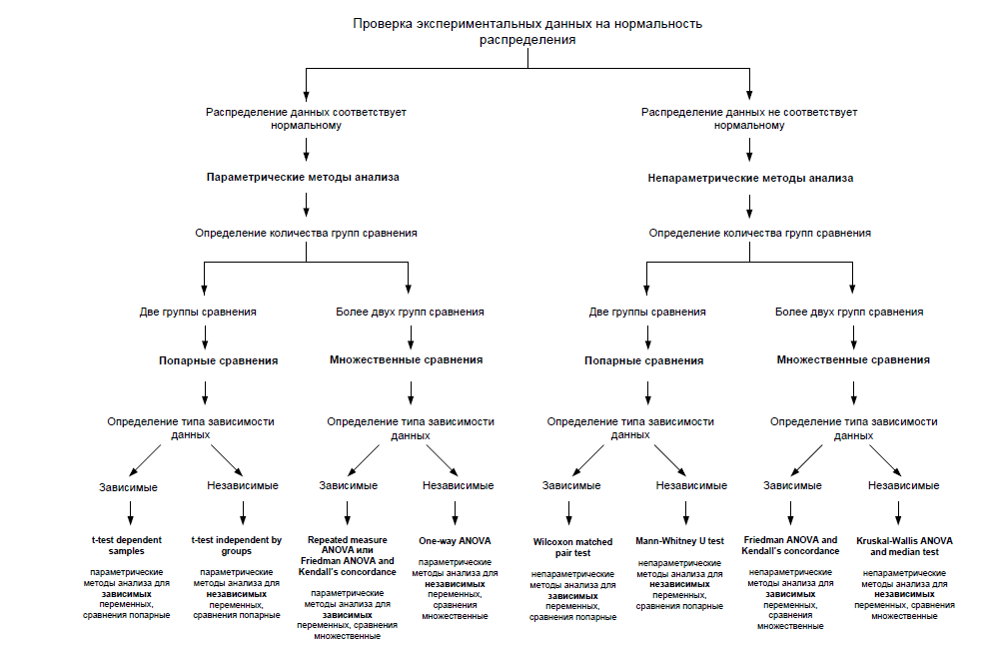 Проверка экспериментальных данных на нормальность
распределения
Распределение данных соответствует
нормальному
Распределение данных не соответствует
нормальному
Параметрические методы анализа
Непараметрические методы анализа
Определение количества групп сравнения
Определение количества групп сравнения
Две группы сравнения
Более двух групп сравнения
Две группы сравнения
Более двух групп сравнения
Попарные сравнения
Множественные сравнения
Попарные сравнения
Множественные сравнения
Определение типа зависимости
данных
Определение типа зависимости
данных
Определение типа зависимости
данных
Определение типа зависимости
данных
Зависимые
Независимые
Зависимые
Независимые
Зависимые
Независимые
Зависимые
Независимые
t-test dependent
samples
параметрические
методы анализа для
зависимых
переменных,
сравнения попарные
t-test independent by
groups
параметрические
методы анализа для
независимых
переменных,
сравнения попарные
Repeated measure
ANOVA или
Friedman ANOVA and
Kendall's concordance
параметрические
методы анализа для
зависимых
переменных, сравнения
множественные
One-way ANOVA
параметрические
методы анализа для
независимых
переменных,
сравнения
множественные
Wilcoxon matched
pair test
непараметрические
методы анализа для
зависимых
переменных,
сравнения попарные
Mann-Whitney U test
непараметрические
методы анализа для
независимых
переменных,
сравнения попарные
Friedman ANOVA and
Kendall's concordance
непараметрические
методы анализа для
зависимых
переменных,
сравнения
множественные
Kruskal-Wallis ANOVA
and median test
непараметрические
методы анализа для
независимых
переменных, сравнения
множественные